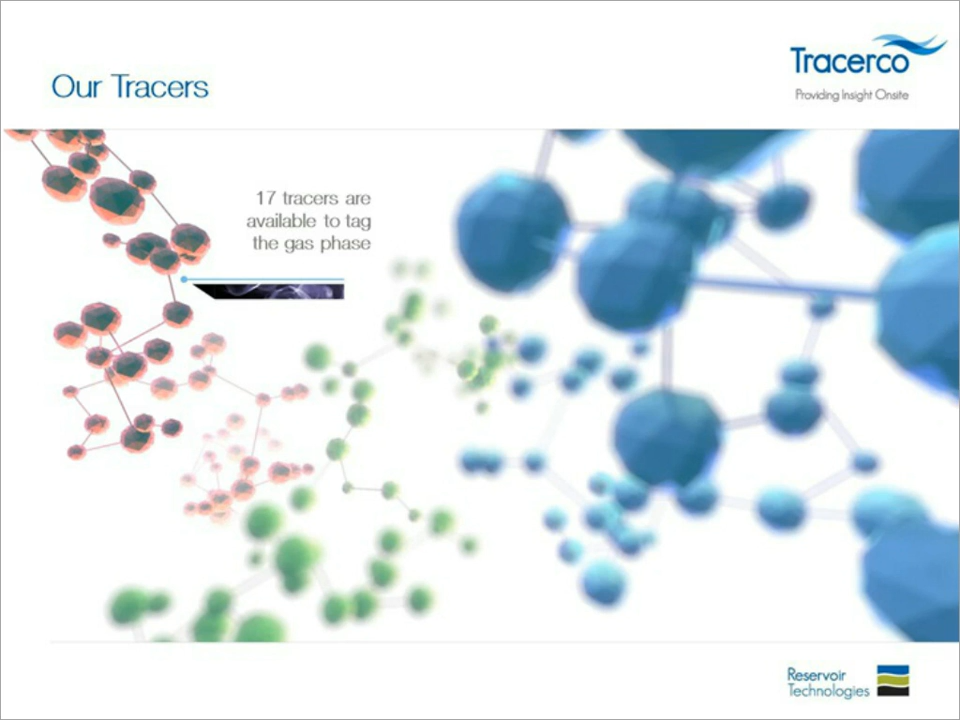 Our Tracers
Tracerco
Providing Insight Onsite
17 tracers are
available to tag
the gas phase
Reservoir
Technologies